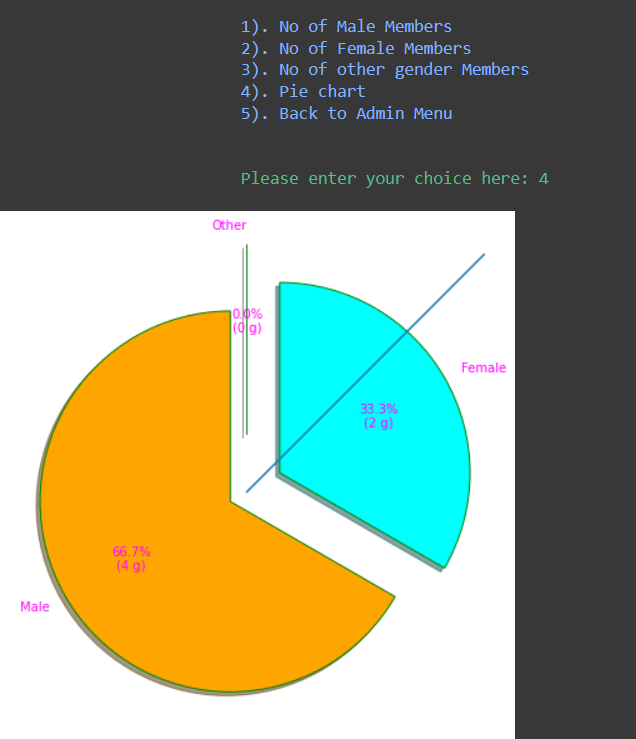 1). No of Male Members
2). No of Female Members
3). No of other gender Members
4). Pie chart
5). Back to Admin Menu
Please enter your choice here: 4
Other
0.0%
(0 g)
Female
33.3%
(2 g)
66.7%
(4 g)
Male